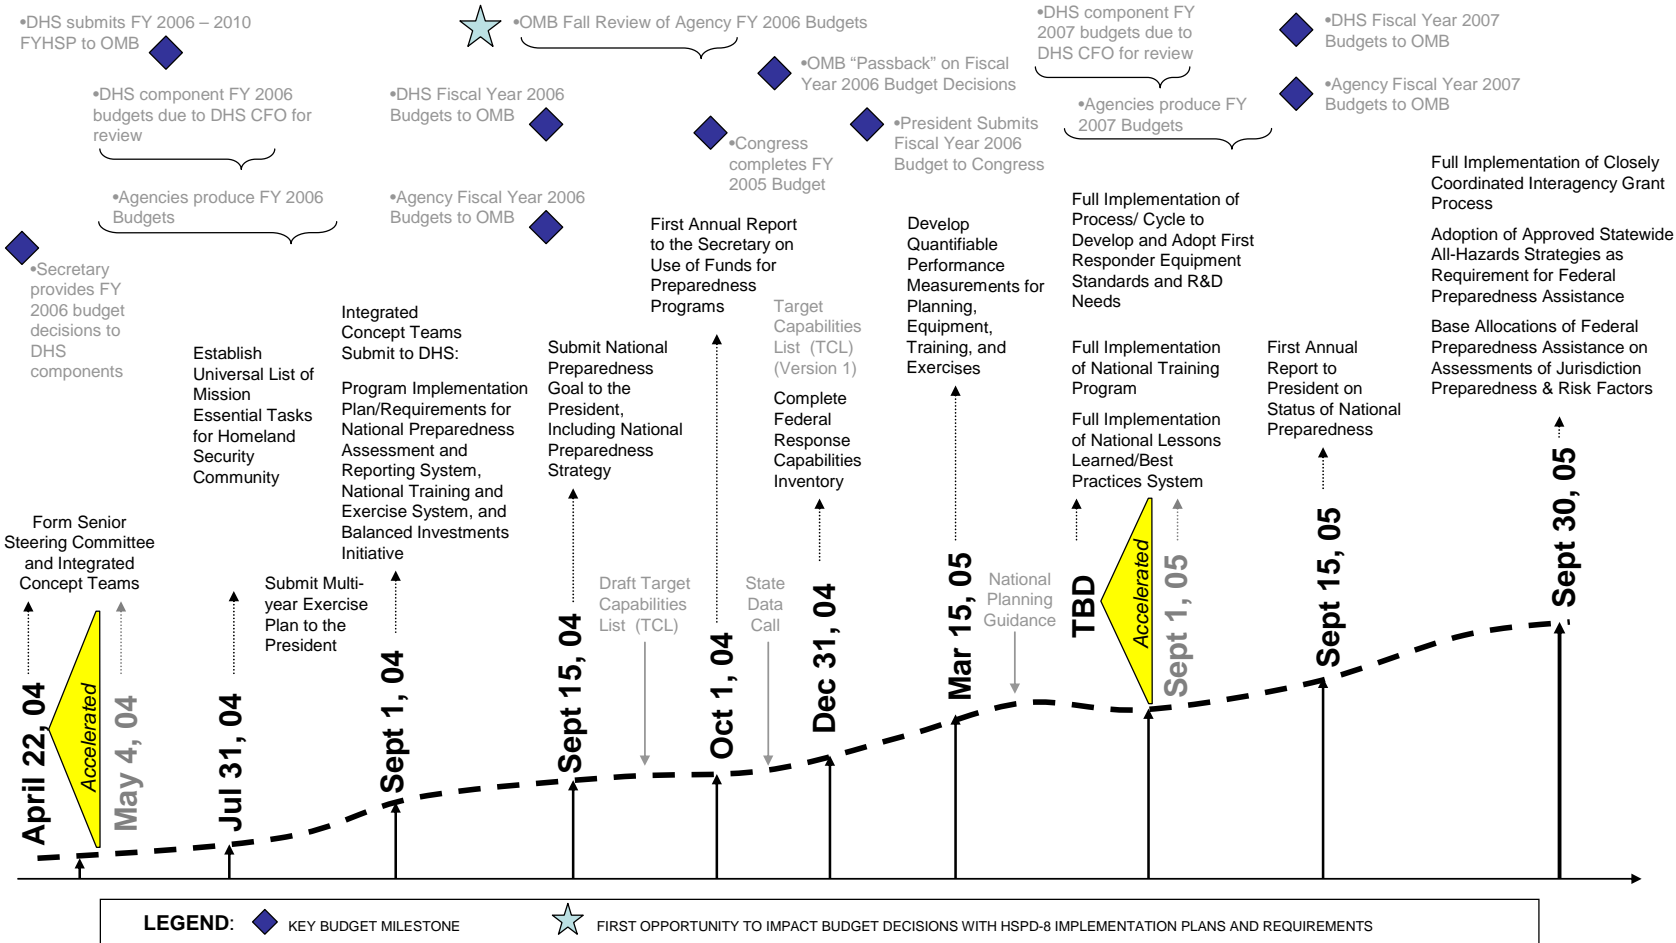 •DHS submits FY 2006 – 2010
FYHSP to OMB
•DHS component FY 2006
budgets due to DHS CFO for
review
•Agencies produce FY 2006
Budgets
•Secretary
provides FY
2006 budget
decisions to
DHS
components
•DHS Fiscal Year 2006
Budgets to OMB
•Agency Fiscal Year 2006
Budgets to OMB
•OMB Fall Review of Agency FY 2006 Budgets
•OMB “Passback” on Fiscal
Year 2006 Budget Decisions
•Congress
completes FY
2005 Budget
•President Submits
Fiscal Year 2006
Budget to Congress
•DHS component FY
2007 budgets due to
DHS CFO for review
•Agencies produce FY
2007 Budgets
•DHS Fiscal Year 2007
Budgets to OMB
•Agency Fiscal Year 2007
Budgets to OMB
Form Senior
Steering Committee
and Integrated
Concept Teams
Establish
Universal List of
Mission
Essential Tasks
for Homeland
Security
Community
Submit Multi-
year Exercise
Plan to the
President
Integrated
Concept Teams
Submit to DHS:
Program Implementation
Plan/Requirements for
National Preparedness
Assessment and
Reporting System,
National Training and
Exercise System, and
Balanced Investments
Initiative
Submit National
Preparedness
Goal to the
President,
Including National
Preparedness
Strategy
Draft Target
Capabilities
List (TCL)
First Annual Report
to the Secretary on
Use of Funds for
Preparedness
Programs
State
Data
Call
Target
Capabilities
List (TCL)
(Version 1)
Complete
Federal
Response
Capabilities
Inventory
Develop
Quantifiable
Performance
Measurements for
Planning,
Equipment,
Training, and
Exercises
National
Planning
Guidance
Full Implementation of
Process/ Cycle to
Develop and Adopt First
Responder Equipment
Standards and R&D
Needs
Full Implementation
of National Training
Program
Full Implementation
of National Lessons
Learned/Best
Practices System
First Annual
Report to
President on
Status of National
Preparedness
Full Implementation of Closely
Coordinated Interagency Grant
Process
Adoption of Approved Statewide
All-Hazards Strategies as
Requirement for Federal
Preparedness Assistance
Base Allocations of Federal
Preparedness Assistance on
Assessments of Jurisdiction
Preparedness & Risk Factors
April 22, 04
Accelerated
May 4, 04
Jul 31, 04
Sept 1, 04
Sept 15, 04
Oct 1, 04
Dec 31, 04
Mar 15, 05
TBD
Accelerated
Sept 1, 05
Sept 15, 05
Sept 30, 05
LEGEND: KEY BUDGET MILESTONE FIRST OPPORTUNITY TO IMPACT BUDGET DECISIONS WITH HSPD-8 IMPLEMENTATION PLANS AND REQUIREMENTS